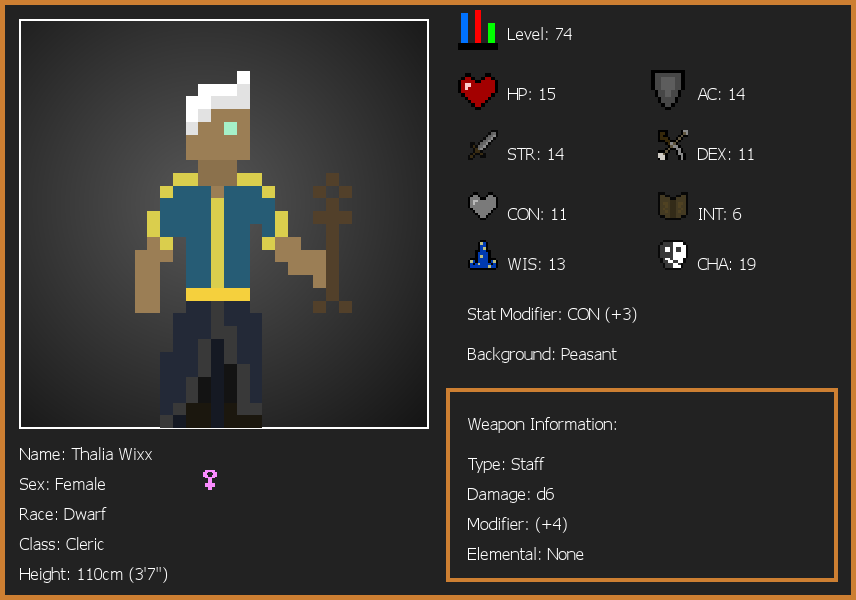 Level: 74
HP: 15
AC: 14
STR: 14
DEX: 11
CON: 11
INT: 6
WIS: 13
CHA: 19
Stat Modifier: CON (+3)
Background: Peasant
Weapon Information:
Type: Staff
Damage: d6
Modifier: (+4)
Elemental: None
Name: Thalia Wixx
Sex: Female
Race: Dwarf
Class: Cleric
Height: 110cm (3'7")